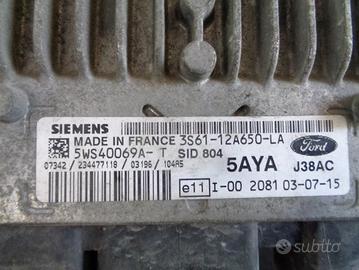 SIEMENS
MADE IN FRANCE 3S61-12A650-LA
5WS40069A-T SID 804
07342 / 234477118 / 03196 / 104R5
5AYA J38AC
Ford
e11 I-00 2081 03-07-15
subito